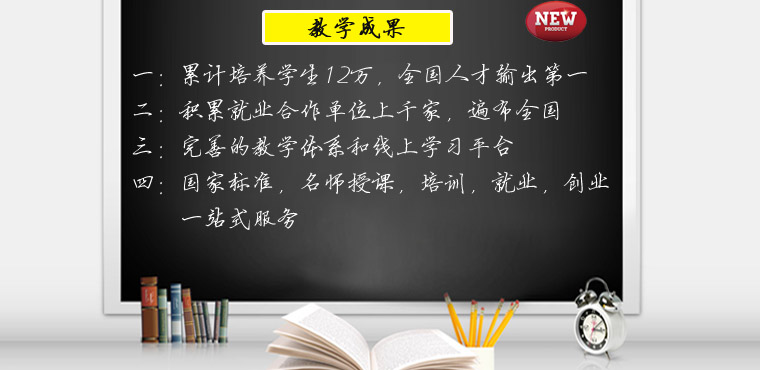 教学成果
NEW
PRODUCT
一：累计培养学生12万，全国人才输出第一
二：积累就业合作单位上千家，遍布全国
三：完善的教学体系和线上学习平台
四：国家标准，名师授课，培训，就业，创业
一站式服务